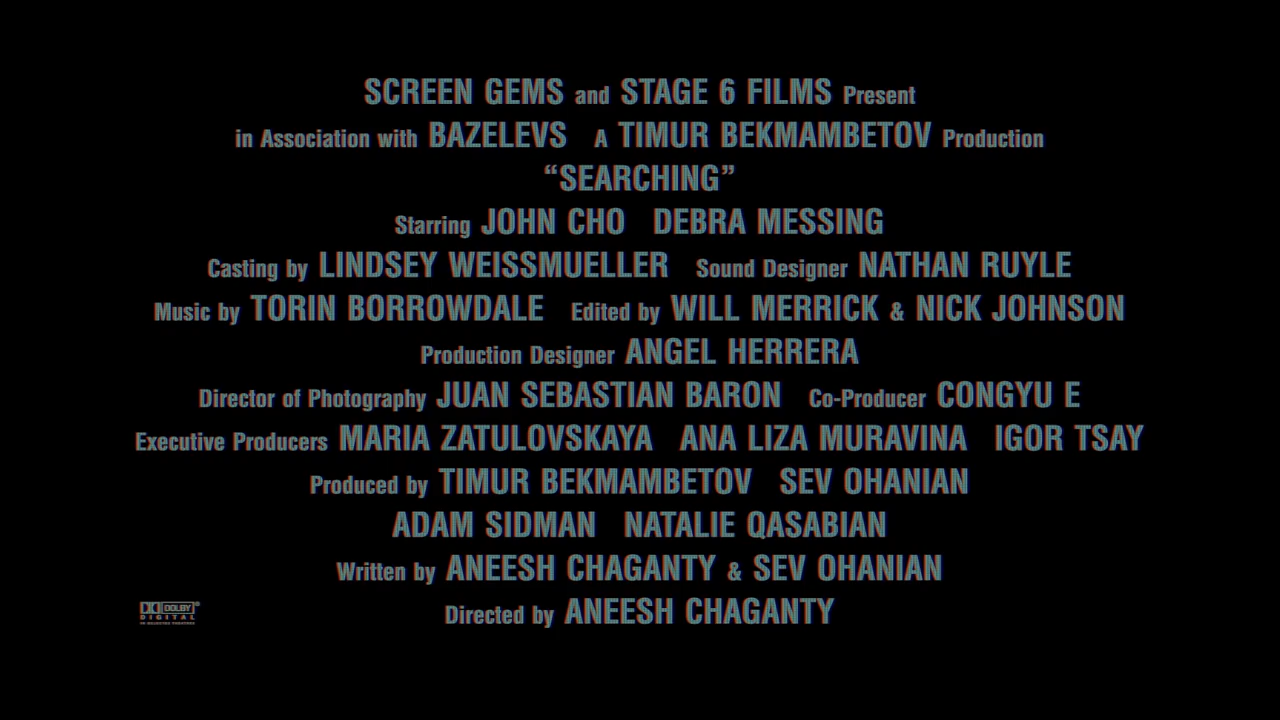 SCREEN GEMS and STAGE 6 FILMS Present
in Association with BAZELEVS A TIMUR BEKMAMBETOV Production
“SEARCHING”
Starring JOHN CHO DEBRA MESSING
Casting by LINDSEY WEISSMUELLER Sound Designer NATHAN RUYLE
Music by TORIN BORROWDALE Edited by WILL MERRICK & NICK JOHNSON
Production Designer ANGEL HERRERA
Director of Photography JUAN SEBASTIAN BARON Co-Producer CONGYU E
Executive Producers MARIA ZATULOVSKAYA ANA LIZA MURAVINA IGOR TSAY
Produced by TIMUR BEKMAMBETOV SEV OHANIAN
ADAM SIDMAN NATALIE QASABIAN
Written by ANEESH CHAGANTY & SEV OHANIAN
Directed by ANEESH CHAGANTY
DOLBY
DIGITAL
IN SELECTED THEATRES